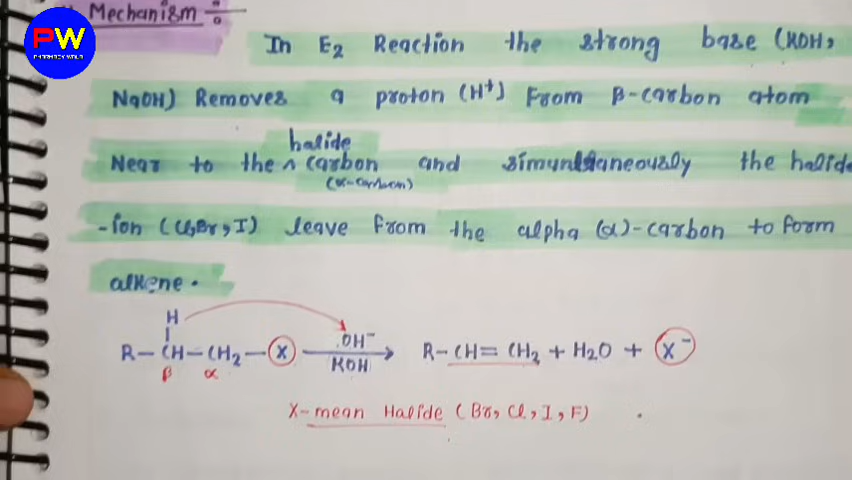 Mechanism
PW
PHARMACY WALA
In E2 Reaction the strong base (KOH,
NaOH) Removes a proton (H+) From β-carbon atom
halide
Near to the ^ carbon and simultaneously the halide
(α-carbon)
-ion (Cl, Br, I) leave from the alpha (α)-carbon to form
alkene.
H
R-CH-CH2-X OH- KOH → R-CH=CH2 + H2O + X-
β α
X-mean Halide (Br, Cl, I, F)